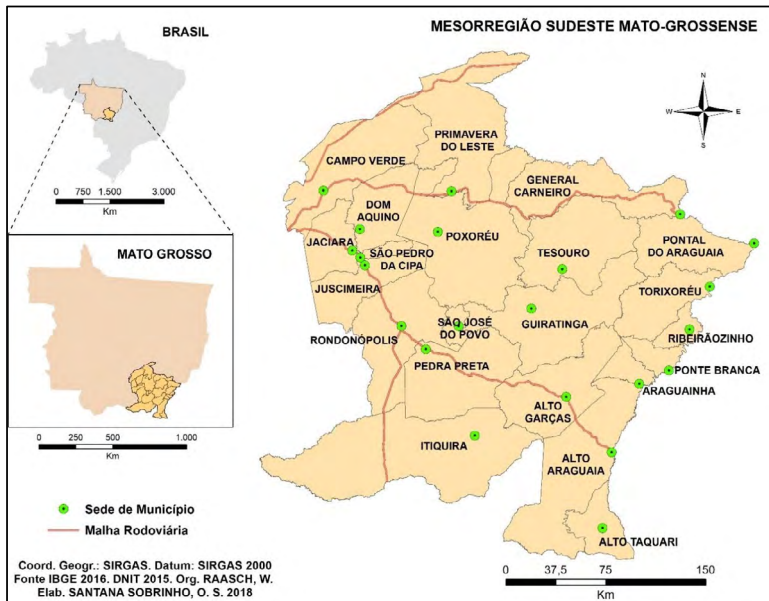 BRASIL
0 750 1.500 3.000
Km
MATO GROSSO
0 250 500 1.000
Km
Sede de Município
Malha Rodoviária
Coord. Geogr.: SIRGAS. Datum: SIRGAS 2000
Fonte IBGE 2016. DNIT 2015. Org. RAASCH, W.
Elab. SANTANA SOBRINHO, O. S. 2018
MESORREGIÃO SUDESTE MATO-GROSSENSE
N
W E
S
PRIMAVERA
DO LESTE
CAMPO VERDE
GENERAL
CARNEIRO
DOM
AQUINO
POXORÉU
JACIARA
SÃO PEDRO
DA CIPA
TESOURO
PONTAL
DO ARAGUAIA
JUSCIMEIRA
TORIXORÉU
GUIRATINGA
SÃO JOSÉ
DO POVO
RONDONÓPOLIS
RIBEIRÃOZINHO
PEDRA PRETA
PONTE BRANCA
ARAGUAINHA
ALTO
GARÇAS
ITIQUIRA
ALTO
ARAGUAIA
ALTO TAQUARI
0 37,5 75 150
Km